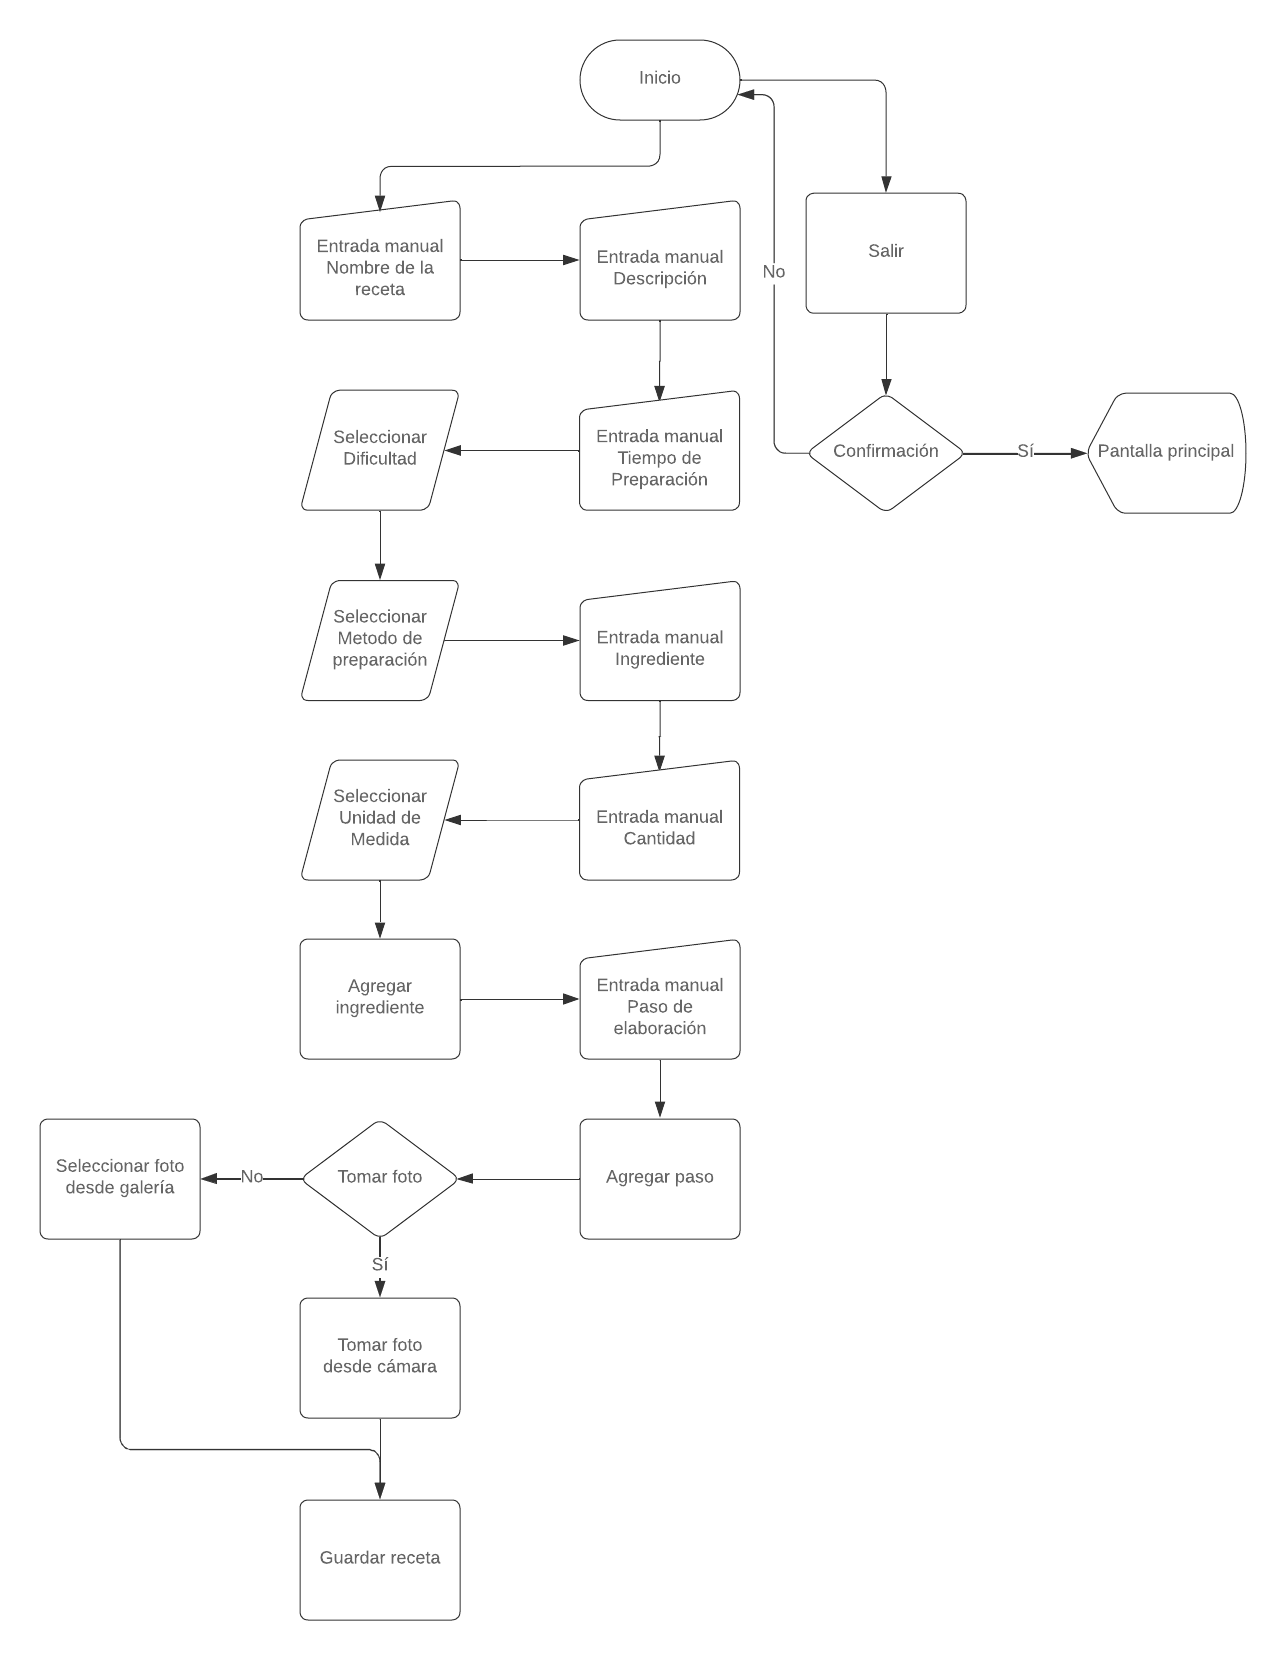 Inicio
Entrada manual
Nombre de la
receta
Entrada manual
Descripción
No
Salir
Seleccionar
Dificultad
Entrada manual
Tiempo de
Preparación
Confirmación
Sí
Pantalla principal
Seleccionar
Metodo de
preparación
Entrada manual
Ingrediente
Seleccionar
Unidad de
Medida
Entrada manual
Cantidad
Agregar
ingrediente
Entrada manual
Paso de
elaboración
Seleccionar foto
desde galería
No
Tomar foto
Agregar paso
Sí
Tomar foto
desde cámara
Guardar receta